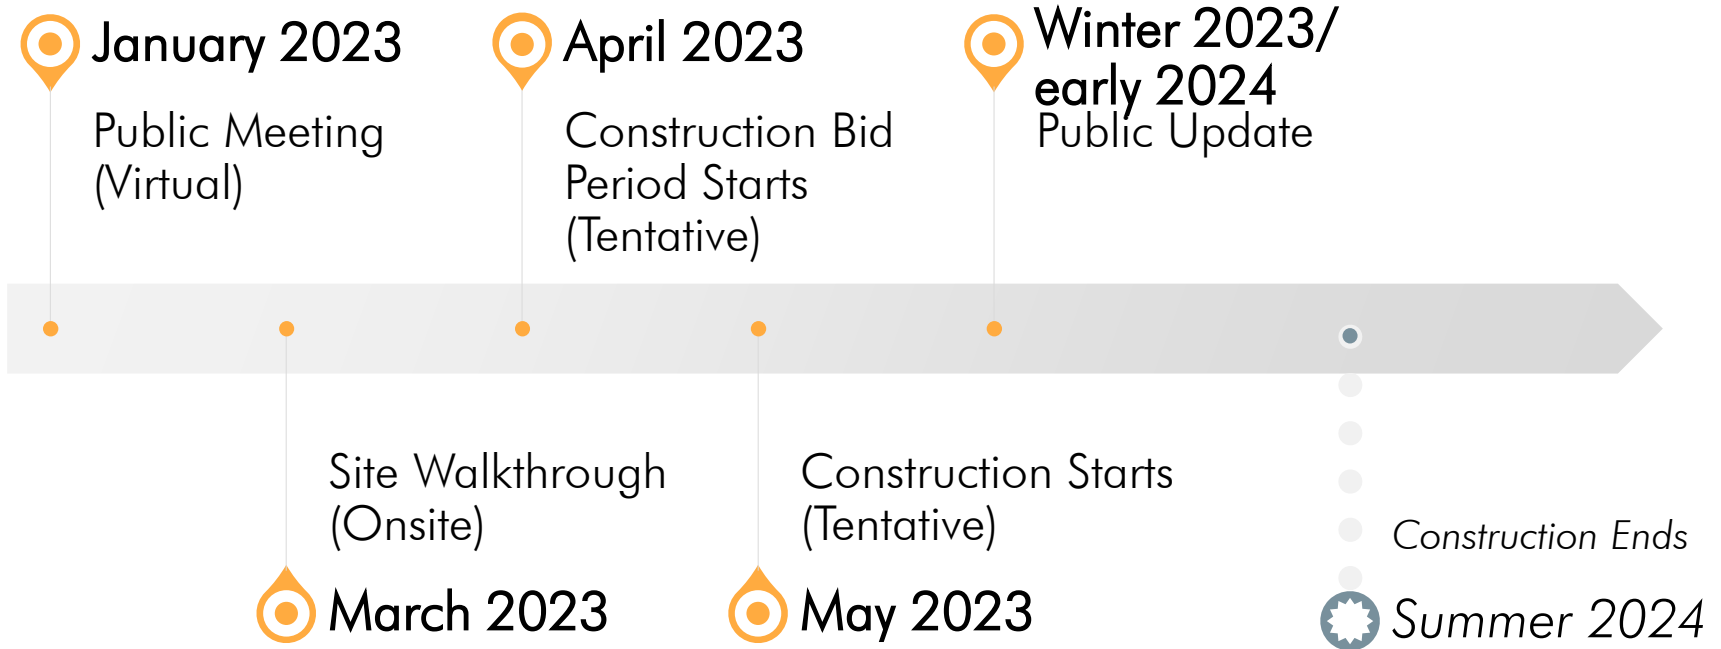 January 2023
Public Meeting
(Virtual)
April 2023
Construction Bid
Period Starts
(Tentative)
Winter 2023/
early 2024
Public Update
Site Walkthrough
(Onsite)
March 2023
Construction Starts
(Tentative)
May 2023
Construction Ends
Summer 2024